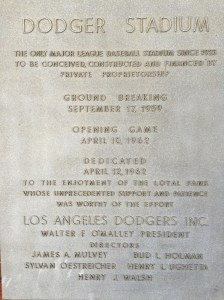 DODGER STADIUM
THE ONLY MAJOR LEAGUE BASEBALL STADIUM SINCE 1923
TO BE CONCEIVED, CONSTRUCTED AND FINANCED BY
PRIVATE PROPRIETORSHIP
GROUND BREAKING
SEPTEMBER 17, 1959
OPENING GAME
APRIL 10, 1962
DEDICATED
APRIL 12, 1962
TO THE ENJOYMENT OF THE LOYAL FANS
WHOSE UNPRECEDENTED SUPPORT AND PATIENCE
WAS WORTHY OF THE EFFORT
LOS ANGELES DODGERS INC.
WALTER F. O'MALLEY PRESIDENT
DIRECTORS
JAMES A. MULVEY BUD L. HOLMAN
SYLVAN OESTREICHER HENRY L. UGHETTA
HENRY J. WALSH